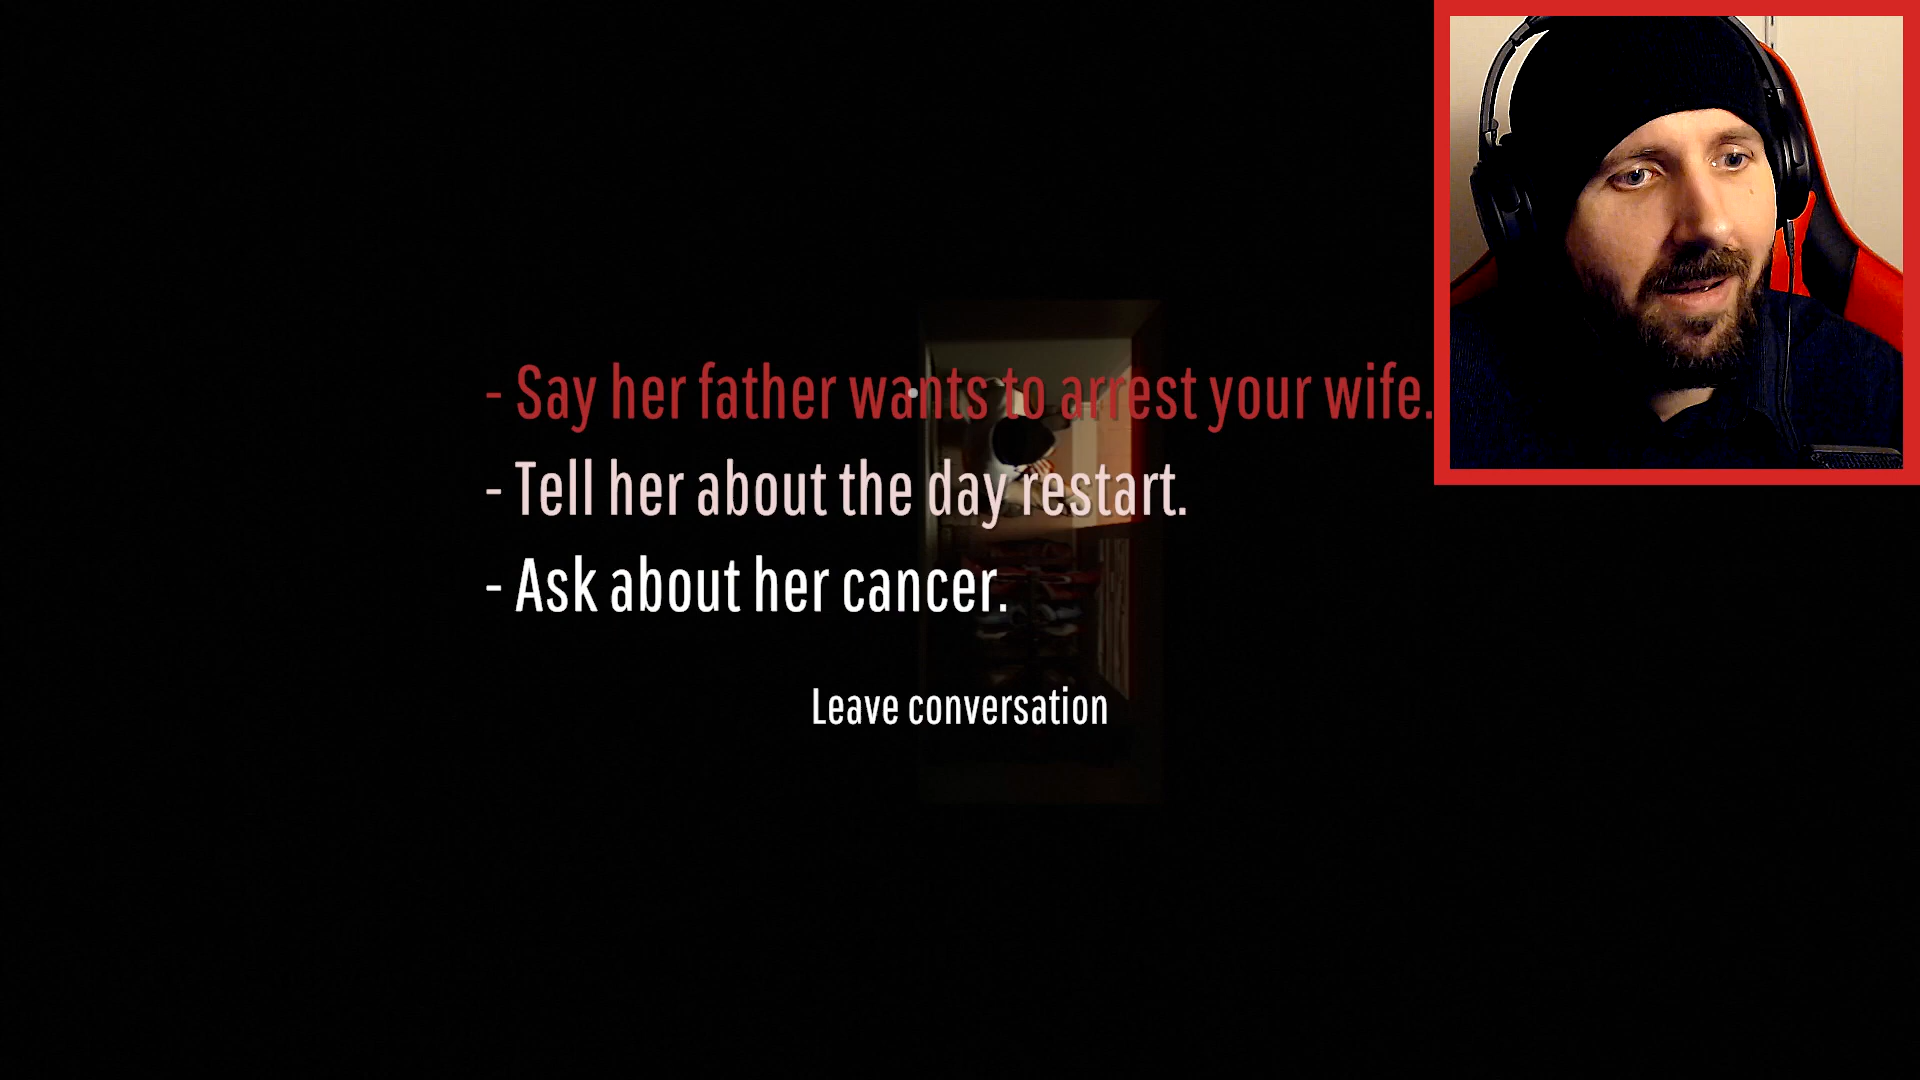 - Say her father wants to arrest your wife.
- Tell her about the day restart.
- Ask about her cancer.
Leave conversation